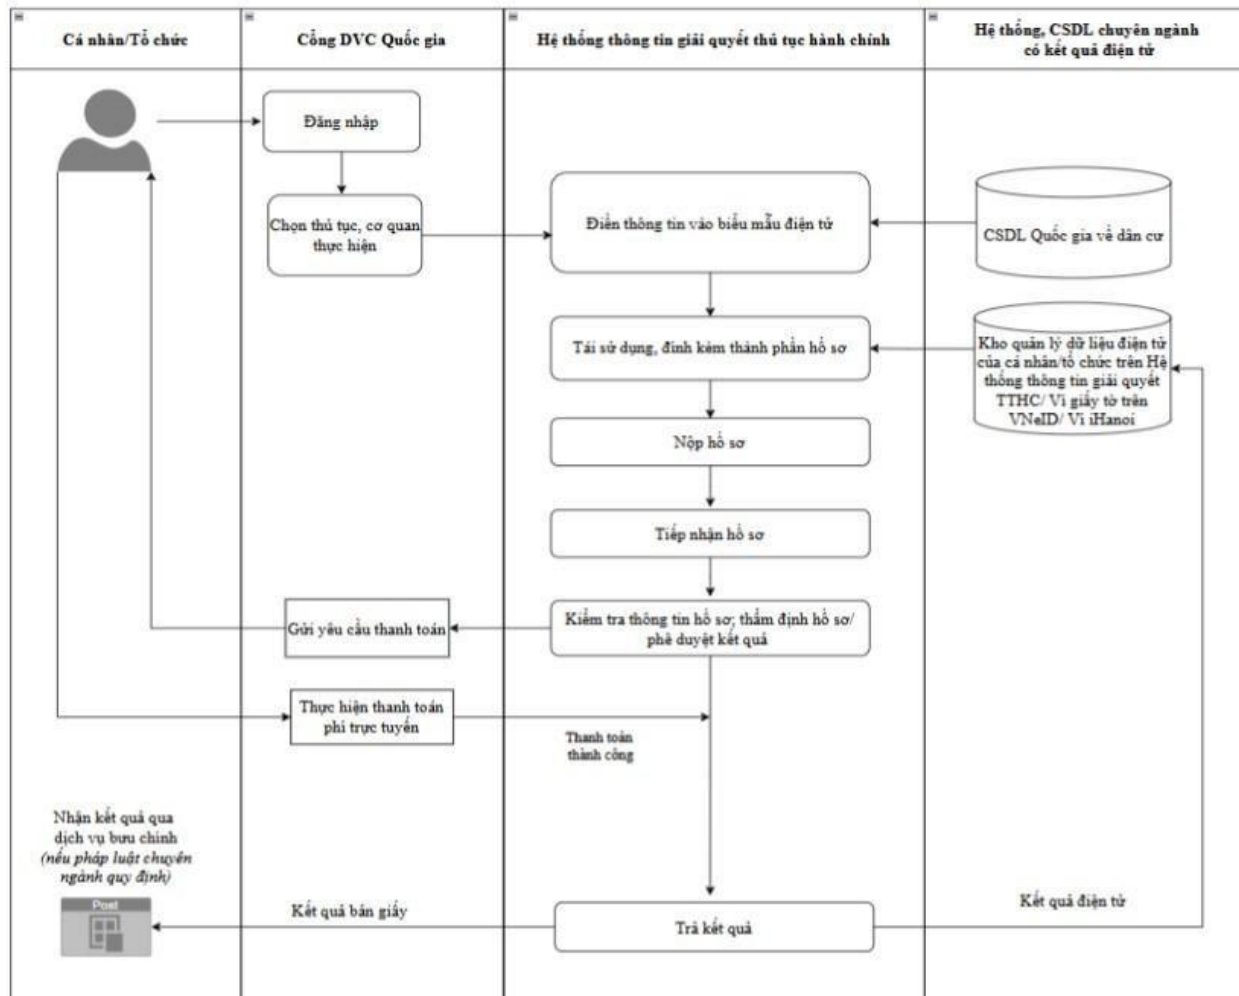 Cá nhân/Tổ chức
Cổng DVC Quốc gia
Hệ thống thông tin giải quyết thủ tục hành chính
Hệ thống, CSDL chuyên ngành
có kết quả điện tử
Đăng nhập
Chọn thủ tục, cơ quan
thực hiện
Điền thông tin vào biểu mẫu điện tử
CSDL Quốc gia về dân cư
Tái sử dụng, đính kèm thành phần hồ sơ
Kho quản lý dữ liệu điện tử
của cá nhân/tổ chức trên Hệ
thống thông tin giải quyết
TTHC/ Ví giấy tờ trên
VNeID/ Ví iHanoi
Nộp hồ sơ
Tiếp nhận hồ sơ
Kiểm tra thông tin hồ sơ; thẩm định hồ sơ/
phê duyệt kết quả
Gửi yêu cầu thanh toán
Thực hiện thanh toán
phí trực tuyến
Thanh toán
thành công
Nhận kết quả qua
dịch vụ bưu chính
(nếu pháp luật chuyên
ngành quy định)
Post
Kết quả bản giấy
Trả kết quả
Kết quả điện tử